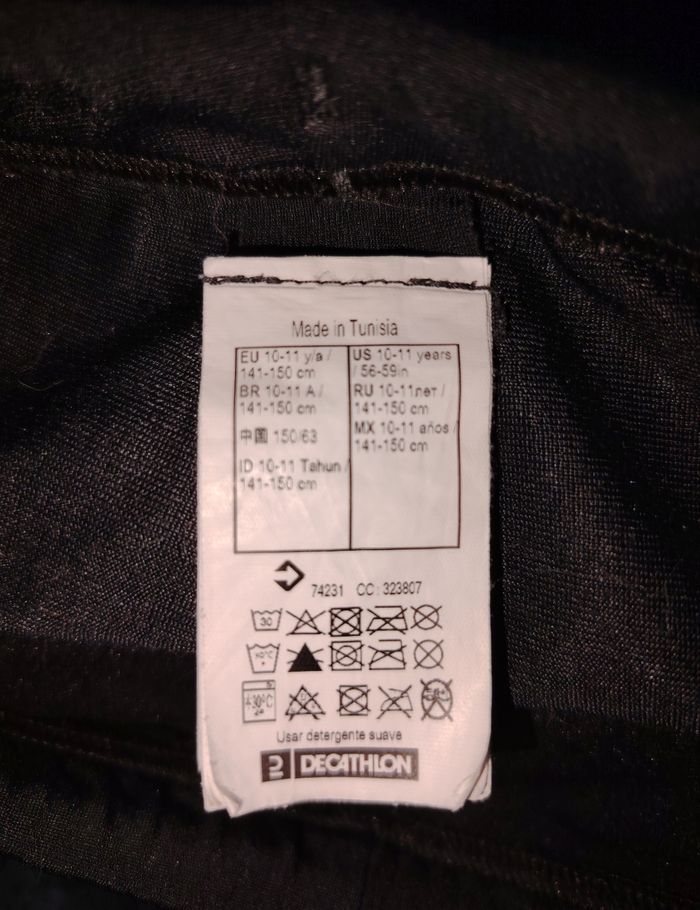 Made in Tunisia
EU 10-11 y/a /
141-150 cm
BR 10-11 A /
141-150 cm
中国 150/63
ID 10-11 Tahun /
141-150 cm
US 10-11 years
/ 56-59in
RU 10-11лет /
141-150 cm
MX 10-11 años /
141-150 cm
74231 CC: 323807
30
Usar detergente suave
DECATHLON